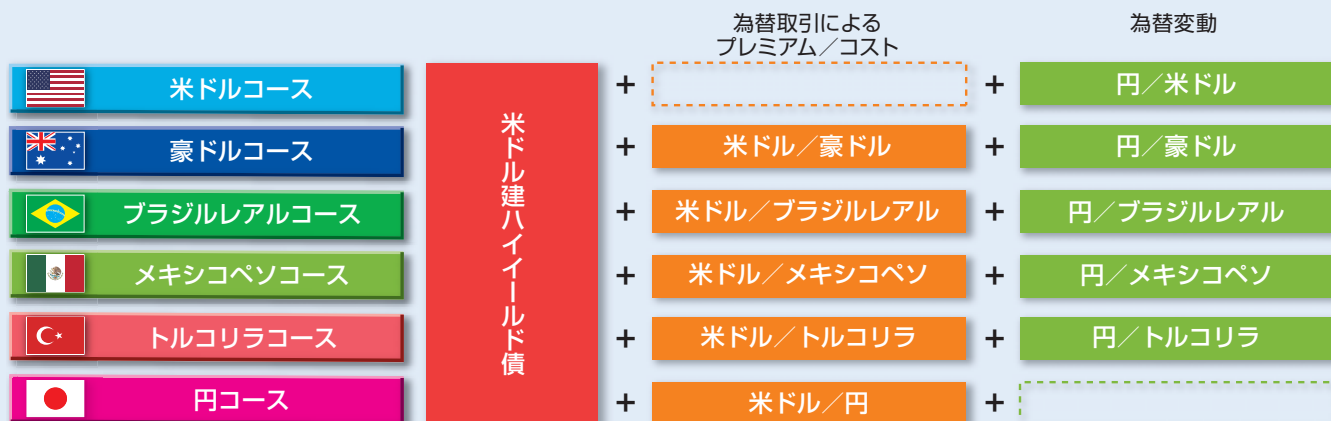 為替取引による
プレミアム／コスト
為替変動
米ドルコース
+
+
円／米ドル
豪ドルコース
+
米ドル／豪ドル
+
円／豪ドル
ブラジルレアルコース
+
米ドル／ブラジルレアル
+
円／ブラジルレアル
メキシコペソコース
+
米ドル／メキシコペソ
+
円／メキシコペソ
トルコリラコース
+
米ドル／トルコリラ
+
円／トルコリラ
円コース
+
米ドル／円
+
米ドル建ハイイールド債